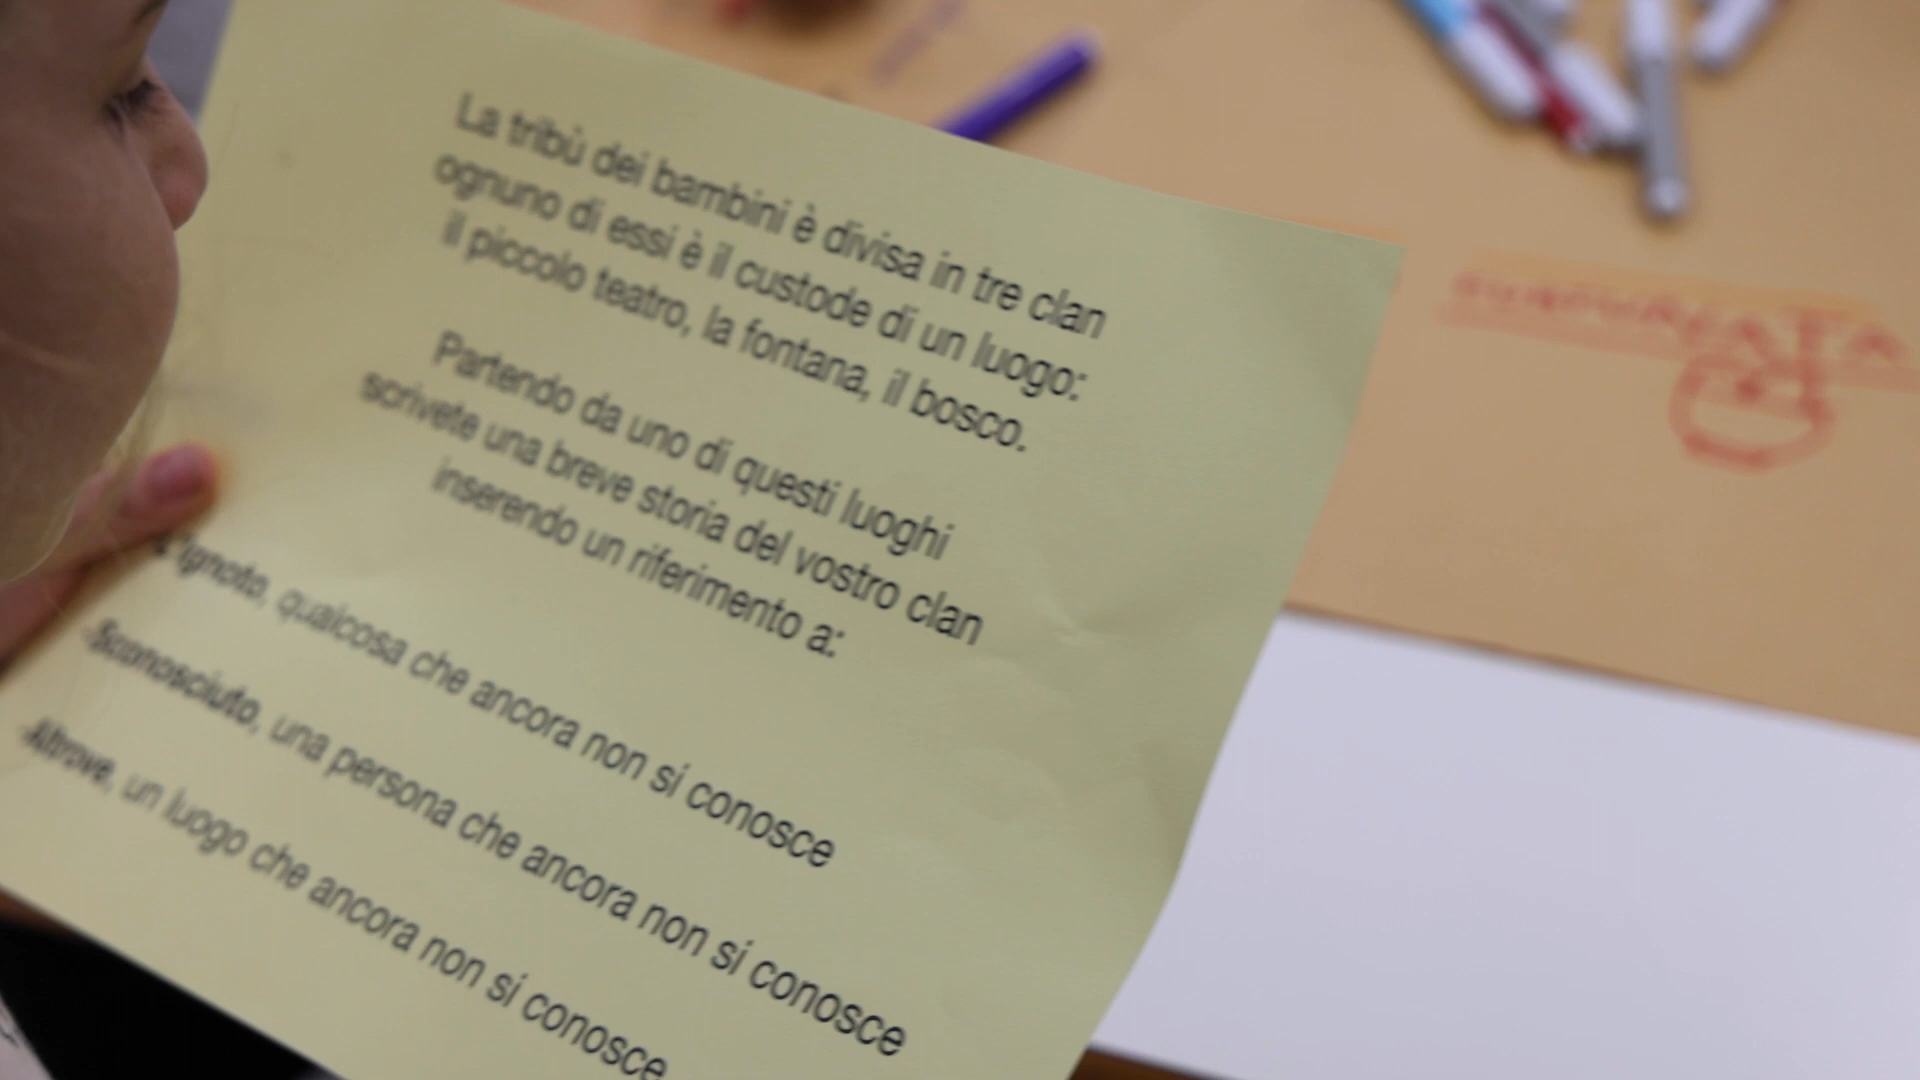 La tribù dei bambini è divisa in tre clan
ognuno di essi è il custode di un luogo:
il piccolo teatro, la fontana, il bosco.
Partendo da uno di questi luoghi
scrivete una breve storia del vostro clan
inserendo un riferimento a:
Ignoto, qualcosa che ancora non si conosce
-Sconosciuto, una persona che ancora non si conosce
-Altrove, un luogo che ancora non si conosce